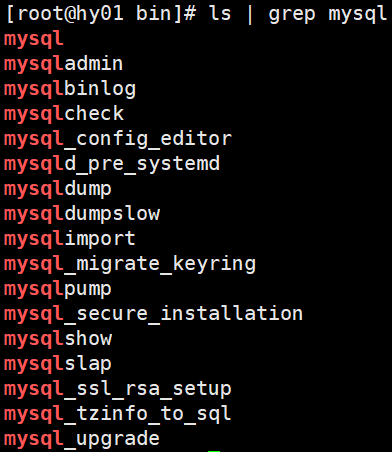 [root@hy01 bin]# ls | grep mysql
mysql
mysqladmin
mysqlbinlog
mysqlcheck
mysql_config_editor
mysqld_pre_systemd
mysqldump
mysqldumpslow
mysqlimport
mysql_migrate_keyring
mysqlpump
mysql_secure_installation
mysqlshow
mysqlslap
mysql_ssl_rsa_setup
mysql_tzinfo_to_sql
mysql_upgrade